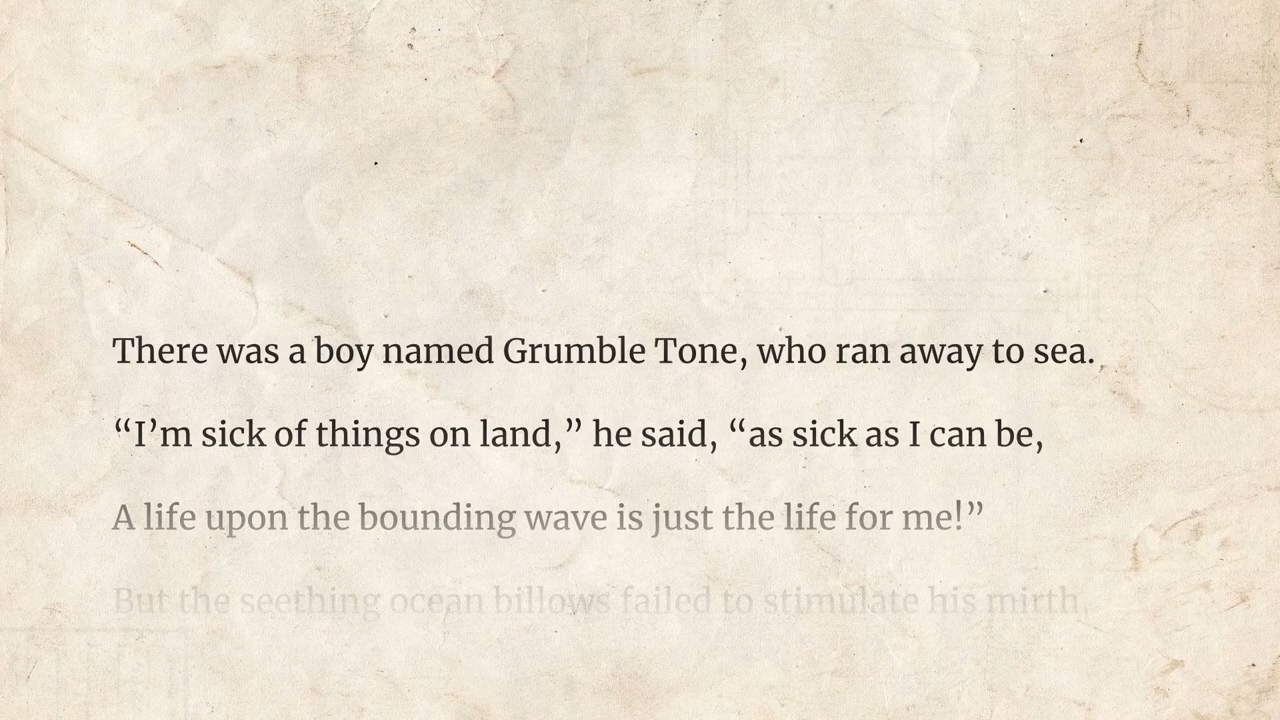 There was a boy named Grumble Tone, who ran away to sea.
“I’m sick of things on land,” he said, “as sick as I can be,
A life upon the bounding wave is just the life for me!”
But the seething ocean billows failed to stimulate his mirth,